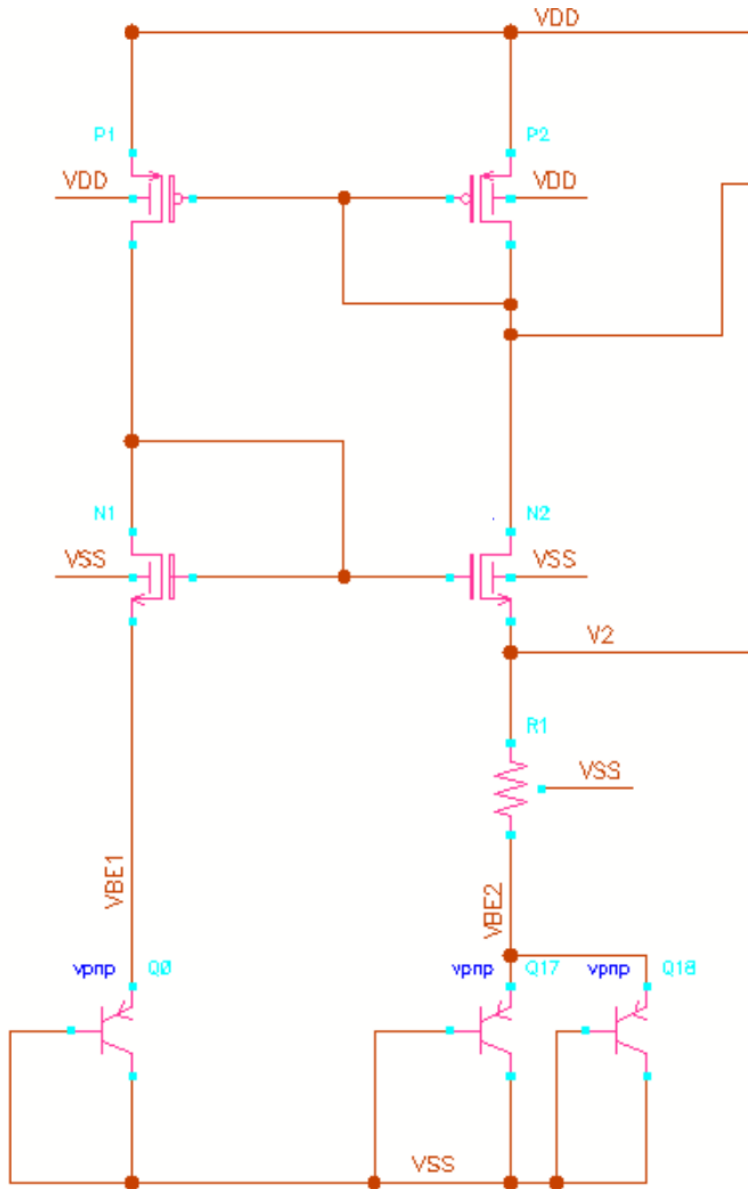 VDD
P1 P2
VDD VDD
N1 N2
VSS VSS
V2
R1
VSS
VBE1 VBE2
vpnp Q0 vpnp Q17 vpnp Q18
VSS